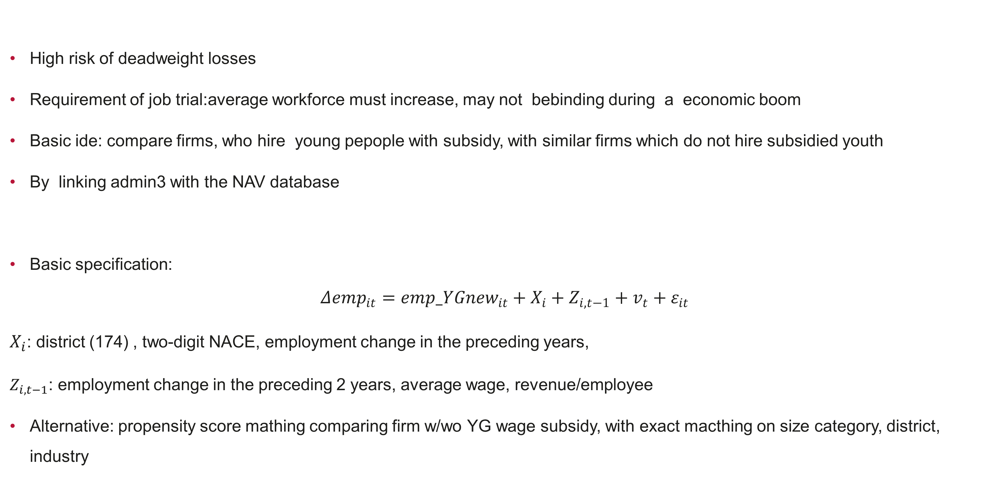 • High risk of deadweight losses
• Requirement of job trial:average workforce must increase, may not  bebinding during  a  economic boom
• Basic ide: compare firms, who hire  young pepople with subsidy, with similar firms which do not hire subsidied youth
• By  linking admin3 with the NAV database
• Basic specification:
Δemp_{it} = emp_YGnew_{it} + X_i + Z_{i,t−1} + v_t + ε_{it}
X_i: district (174) , two-digit NACE, employment change in the preceding years,
Z_{i,t−1}: employment change in the preceding 2 years, average wage, revenue/employee
• Alternative: propensity score mathing comparing firm w/wo YG wage subsidy, with exact macthing on size category, district,
industry